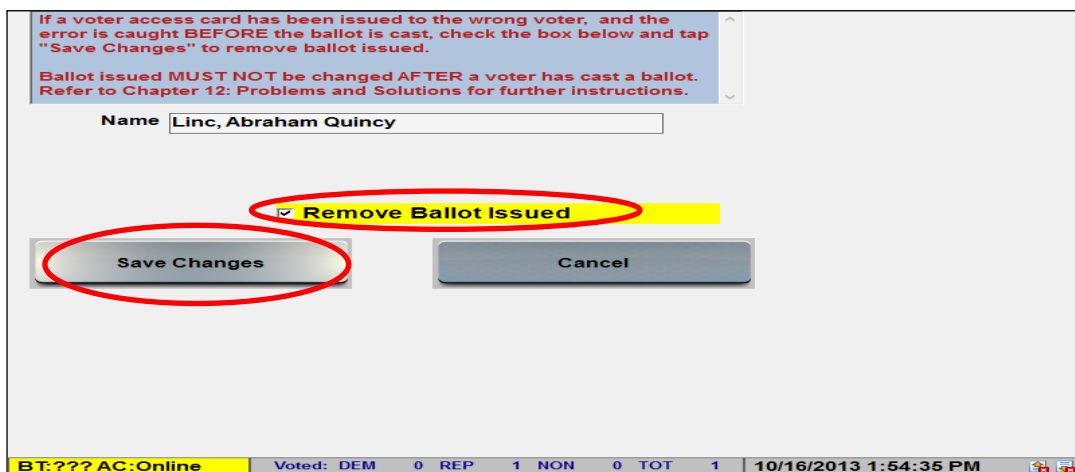 If a voter access card has been issued to the wrong voter, and the
error is caught BEFORE the ballot is cast, check the box below and tap
"Save Changes" to remove ballot issued.
Ballot issued MUST NOT be changed AFTER a voter has cast a ballot.
Refer to Chapter 12: Problems and Solutions for further instructions.
Name Linc, Abraham Quincy
Remove Ballot Issued
Save Changes Cancel
BT:??? AC:Online Voted: DEM 0 REP 1 NON 0 TOT 1 10/16/2013 1:54:35 PM